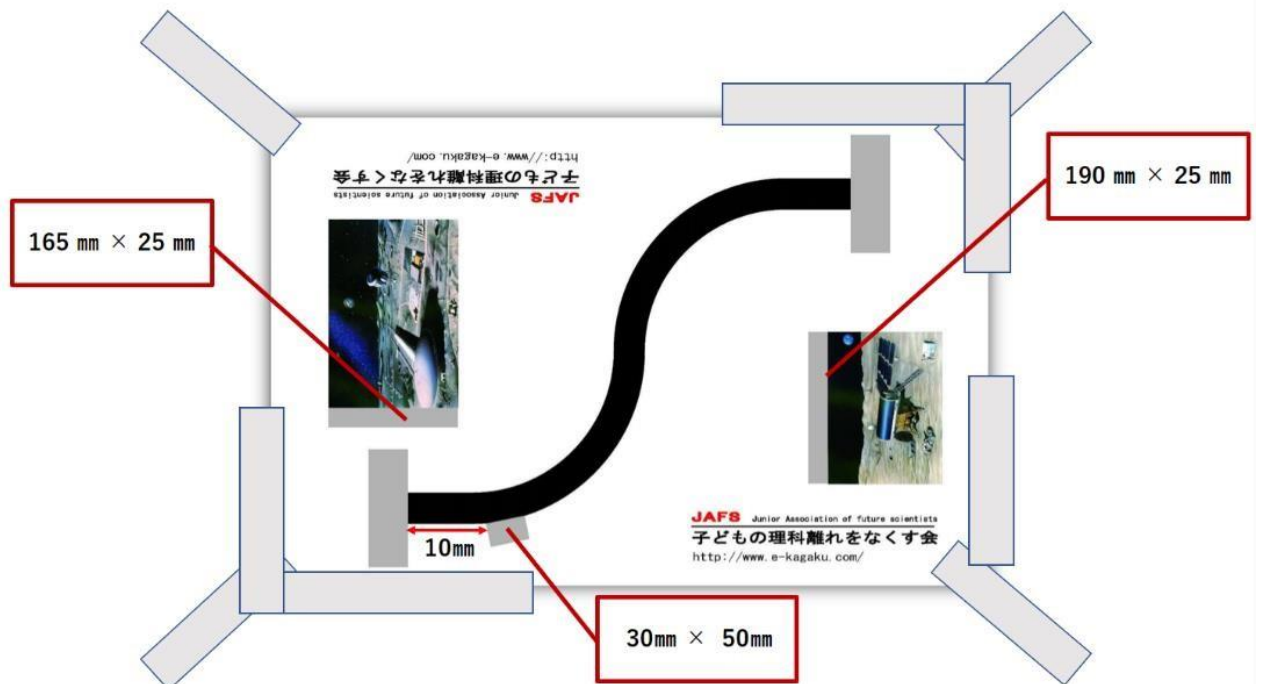 http://www.e-kagaku.com/
子どもの理科離れをなくす会
JAFS Junior Association of future scientists
190 mm × 25 mm
165 mm × 25 mm
10mm
JAFS Junior Association of future scientists
子どもの理科離れをなくす会
http://www.e-kagaku.com/
30mm × 50mm